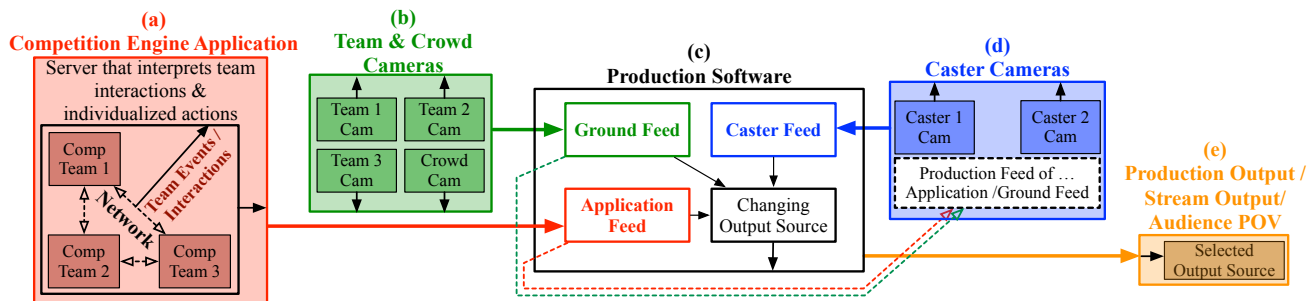 (a)
Competition Engine Application
Server that interprets team
interactions &
individualized actions
Comp
Team 1
Team Events /
Interactions
Network
Comp
Team 2
Comp
Team 3
(b)
Team & Crowd
Cameras
Team 1
Cam
Team 2
Cam
Team 3
Cam
Crowd
Cam
(c)
Production Software
Ground Feed
Caster Feed
Application
Feed
Changing
Output Source
(d)
Caster Cameras
Caster 1
Cam
Caster 2
Cam
Production Feed of …
Application /Ground Feed
(e)
Production Output /
Stream Output/
Audience POV
Selected
Output Source